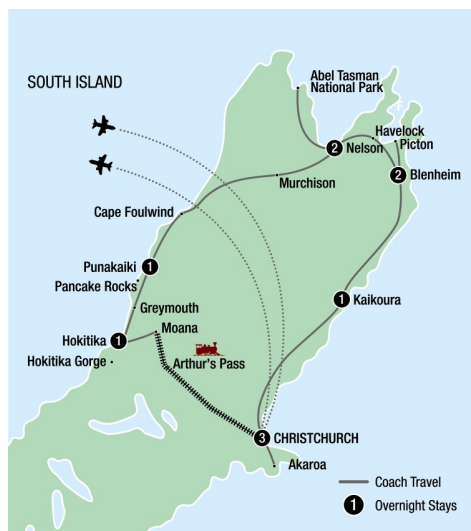 SOUTH ISLAND
Abel Tasman
National Park
Havelock
Picton
2 Nelson
2 Blenheim
Murchison
Cape Foulwind
Punakaiki 1
Pancake Rocks
Kaikoura
1
Greymouth
Moana
Hokitika 1
Arthur's Pass
Hokitika Gorge
3 CHRISTCHURCH
Akaroa
Coach Travel
1 Overnight Stays